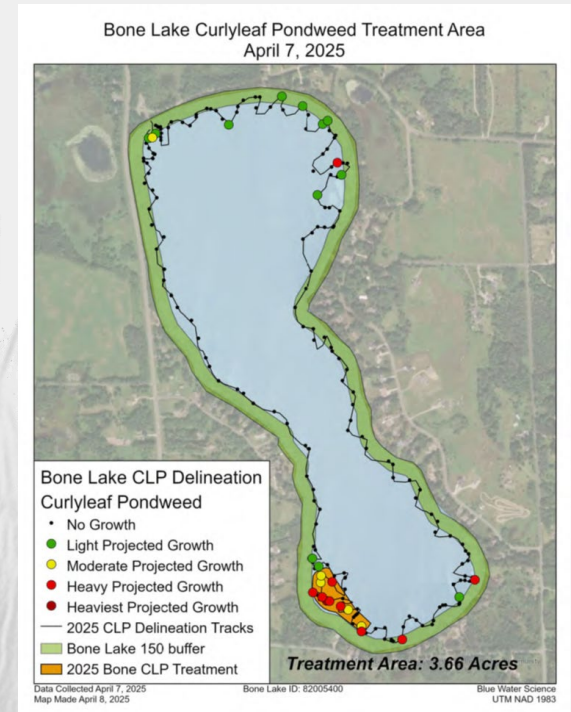 Bone Lake Curlyleaf Pondweed Treatment Area
April 7, 2025
Bone Lake CLP Delineation
Curlyleaf Pondweed
No Growth
Light Projected Growth
Moderate Projected Growth
Heavy Projected Growth
Heaviest Projected Growth
2025 CLP Delineation Tracks
Bone Lake 150 buffer
2025 Bone CLP Treatment
Treatment Area: 3.66 Acres
Data Collected April 7, 2025
Map Made April 8, 2025
Bone Lake ID: 82005400
Blue Water Science
UTM NAD 1983